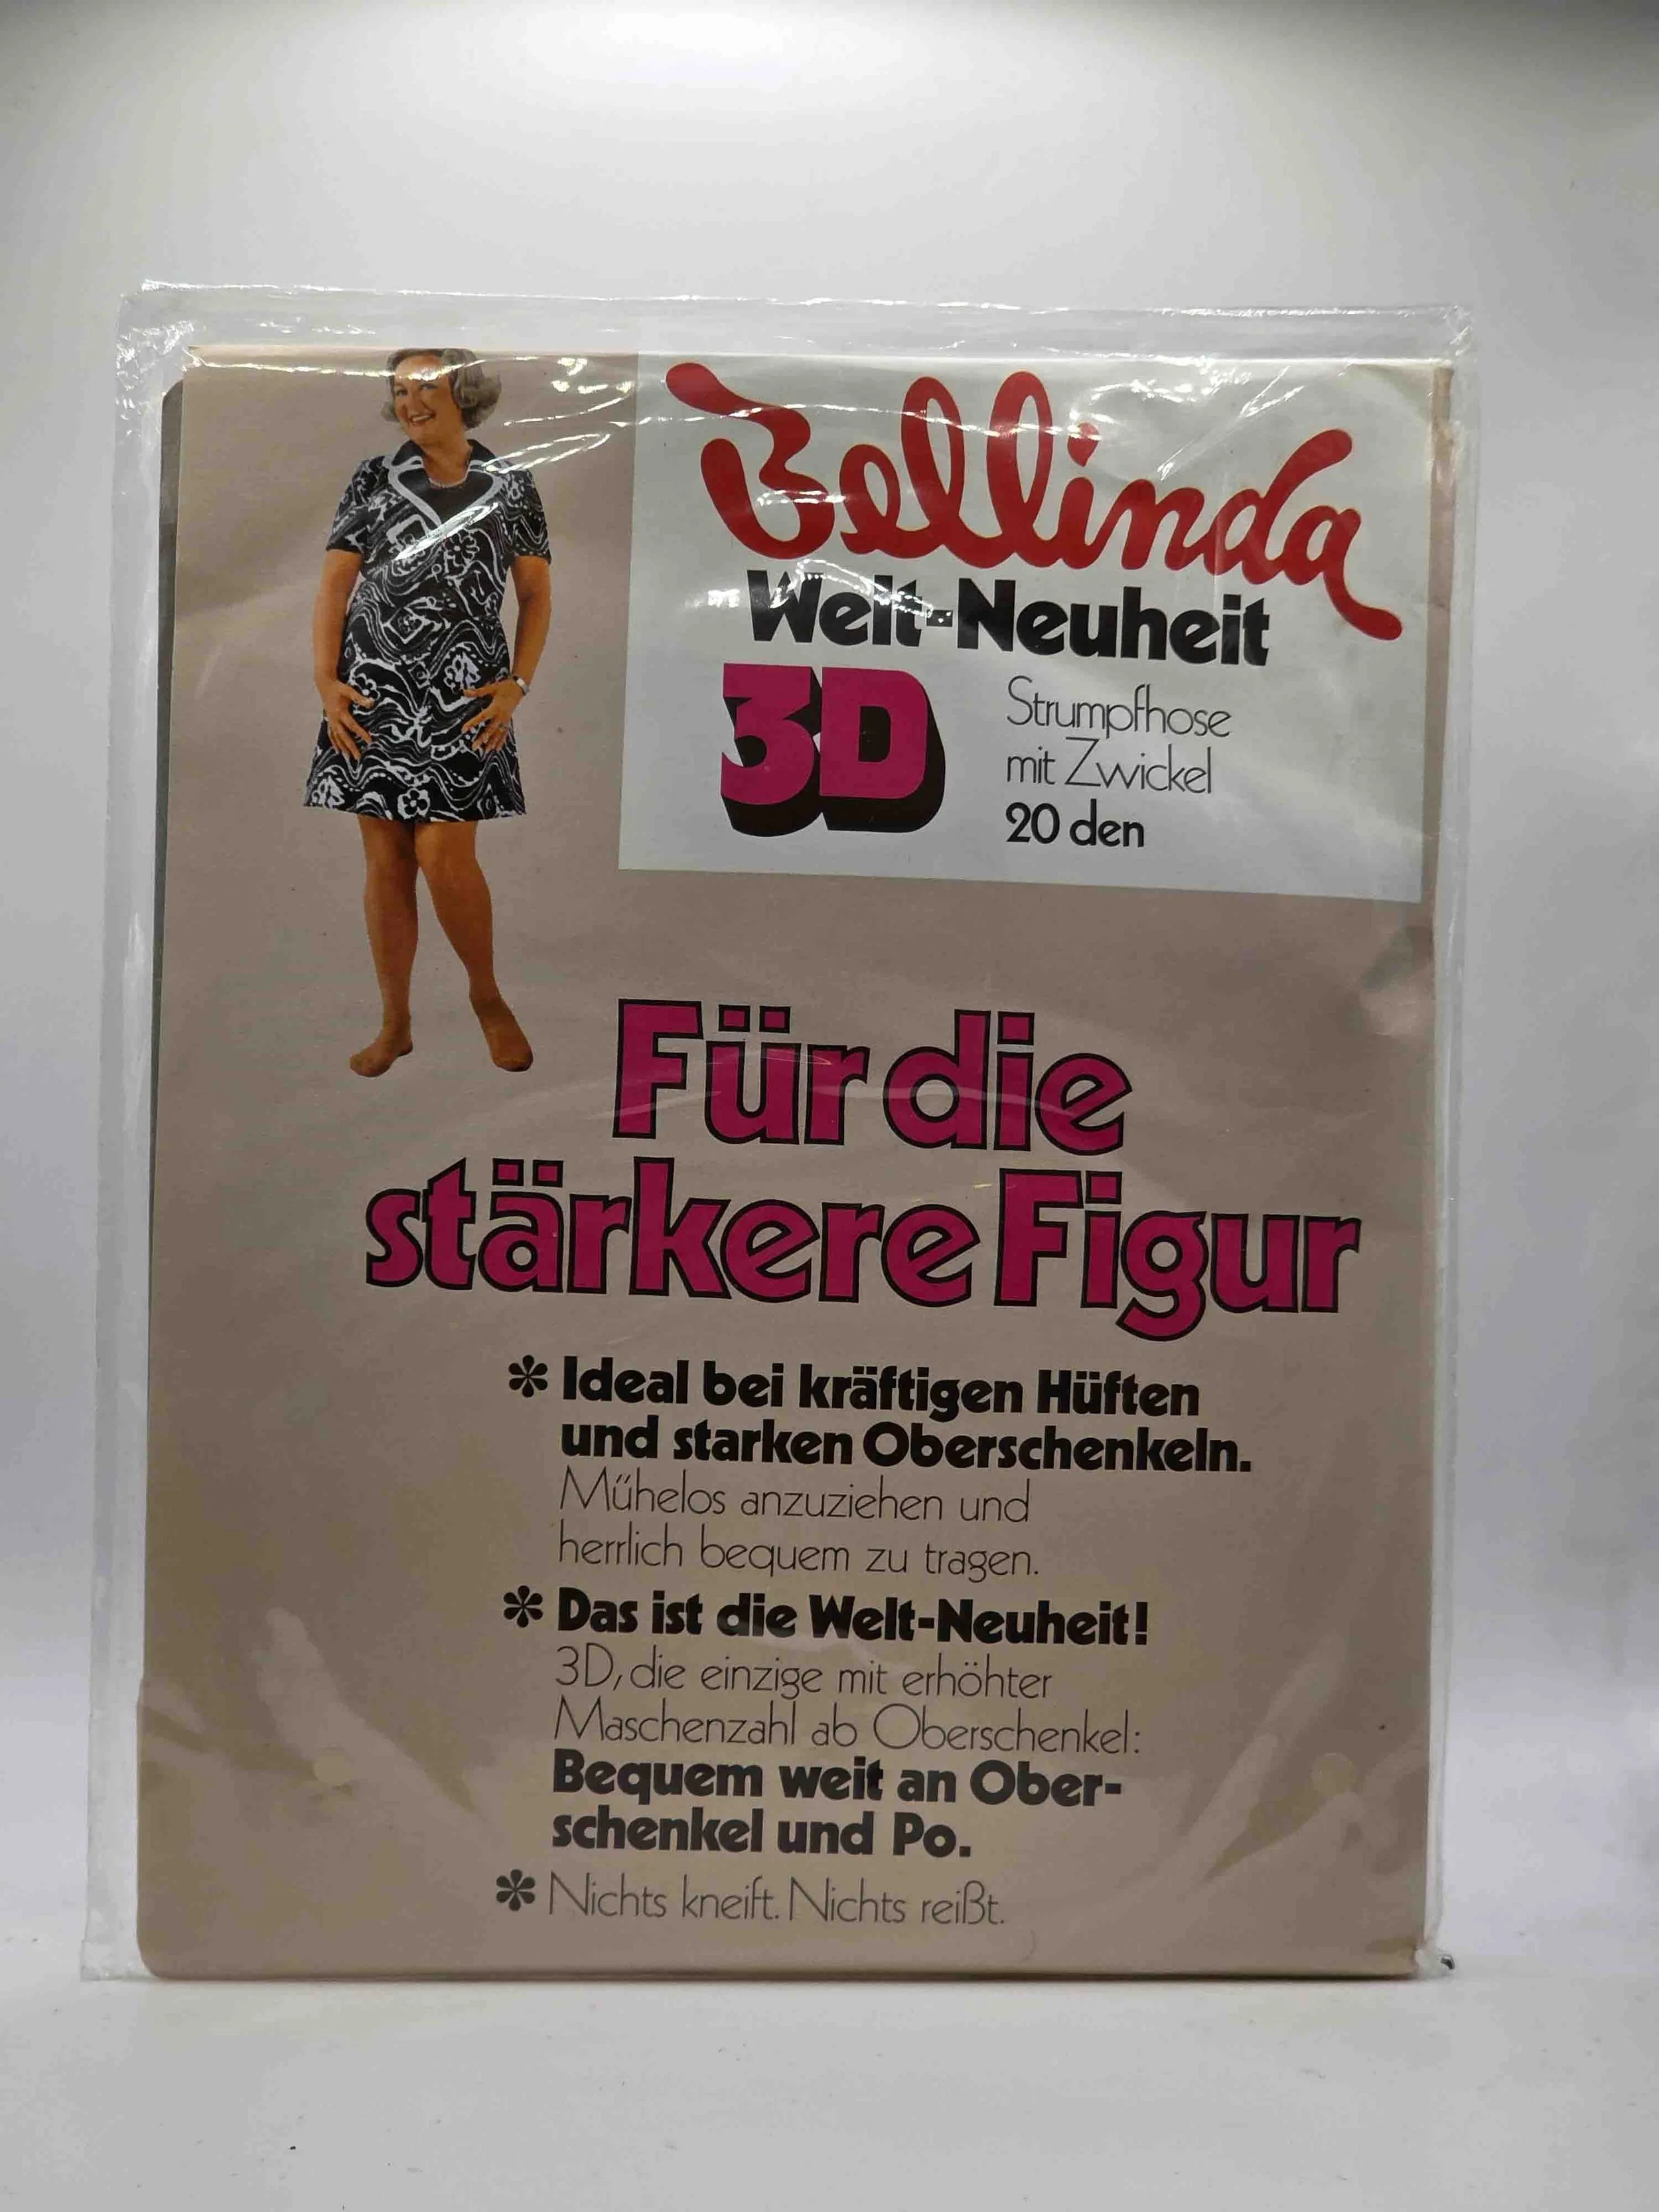 Bellinda
Welt-Neuheit
3D
Strumpfhose
mit Zwickel
20 den
Für die
stärkere Figur
* Ideal bei kräftigen Hüften
und starken Oberschenkeln.
Mühelos anzuziehen und
herrlich bequem zu tragen.
* Das ist die Welt-Neuheit!
3D, die einzige mit erhöhter
Maschenzahl ab Oberschenkel:
Bequem weit an Ober-
schenkel und Po.
* Nichts kneift. Nichts reißt.